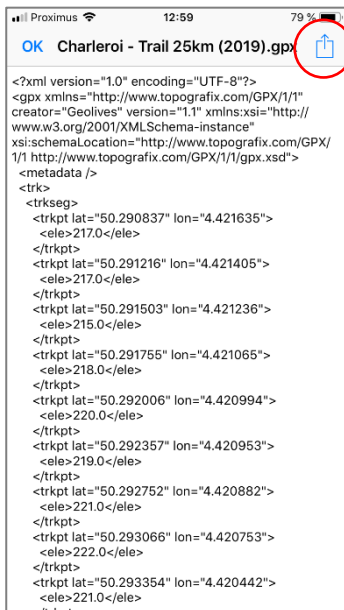 Proximus 12:59 79 %
OK Charleroi - Trail 25km (2019).gpx
<?xml version="1.0" encoding="UTF-8"?>
<gpx xmlns="http://www.topografix.com/GPX/1/1"
creator="Geolives" version="1.1" xmlns:xsi="http://
www.w3.org/2001/XMLSchema-instance"
xsi:schemaLocation="http://www.topografix.com/GPX/
1/1 http://www.topografix.com/GPX/1/1/gpx.xsd">
<metadata />
<trk>
<trkseg>
<trkpt lat="50.290837" lon="4.421635">
<ele>217.0</ele>
</trkpt>
<trkpt lat="50.291216" lon="4.421405">
<ele>217.0</ele>
</trkpt>
<trkpt lat="50.291503" lon="4.421236">
<ele>215.0</ele>
</trkpt>
<trkpt lat="50.291755" lon="4.421065">
<ele>218.0</ele>
</trkpt>
<trkpt lat="50.292006" lon="4.420994">
<ele>220.0</ele>
</trkpt>
<trkpt lat="50.292357" lon="4.420953">
<ele>219.0</ele>
</trkpt>
<trkpt lat="50.292752" lon="4.420882">
<ele>221.0</ele>
</trkpt>
<trkpt lat="50.293066" lon="4.420753">
<ele>222.0</ele>
</trkpt>
<trkpt lat="50.293354" lon="4.420442">
<ele>221.0</ele>